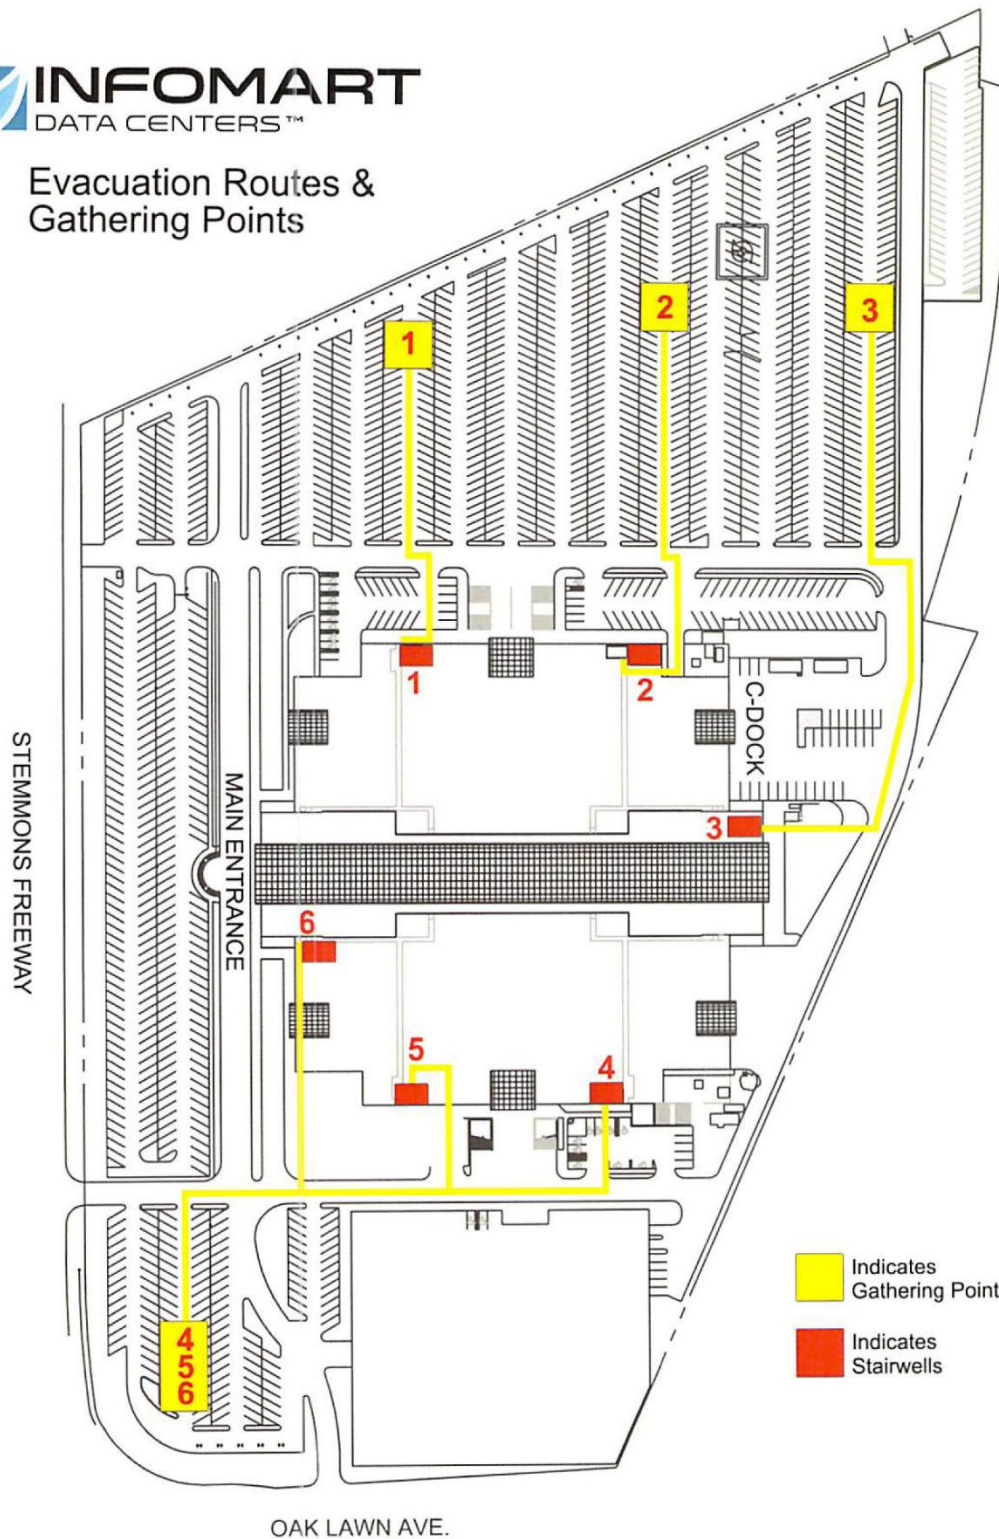 INFOMART
DATA CENTERS™
Evacuation Routes &
Gathering Points
1
2
3
1
2
C-DOCK
3
STEMMONS FREEWAY
MAIN ENTRANCE
6
5
4
4
5
6
Indicates
Gathering Point
Indicates
Stairwells
OAK LAWN AVE.